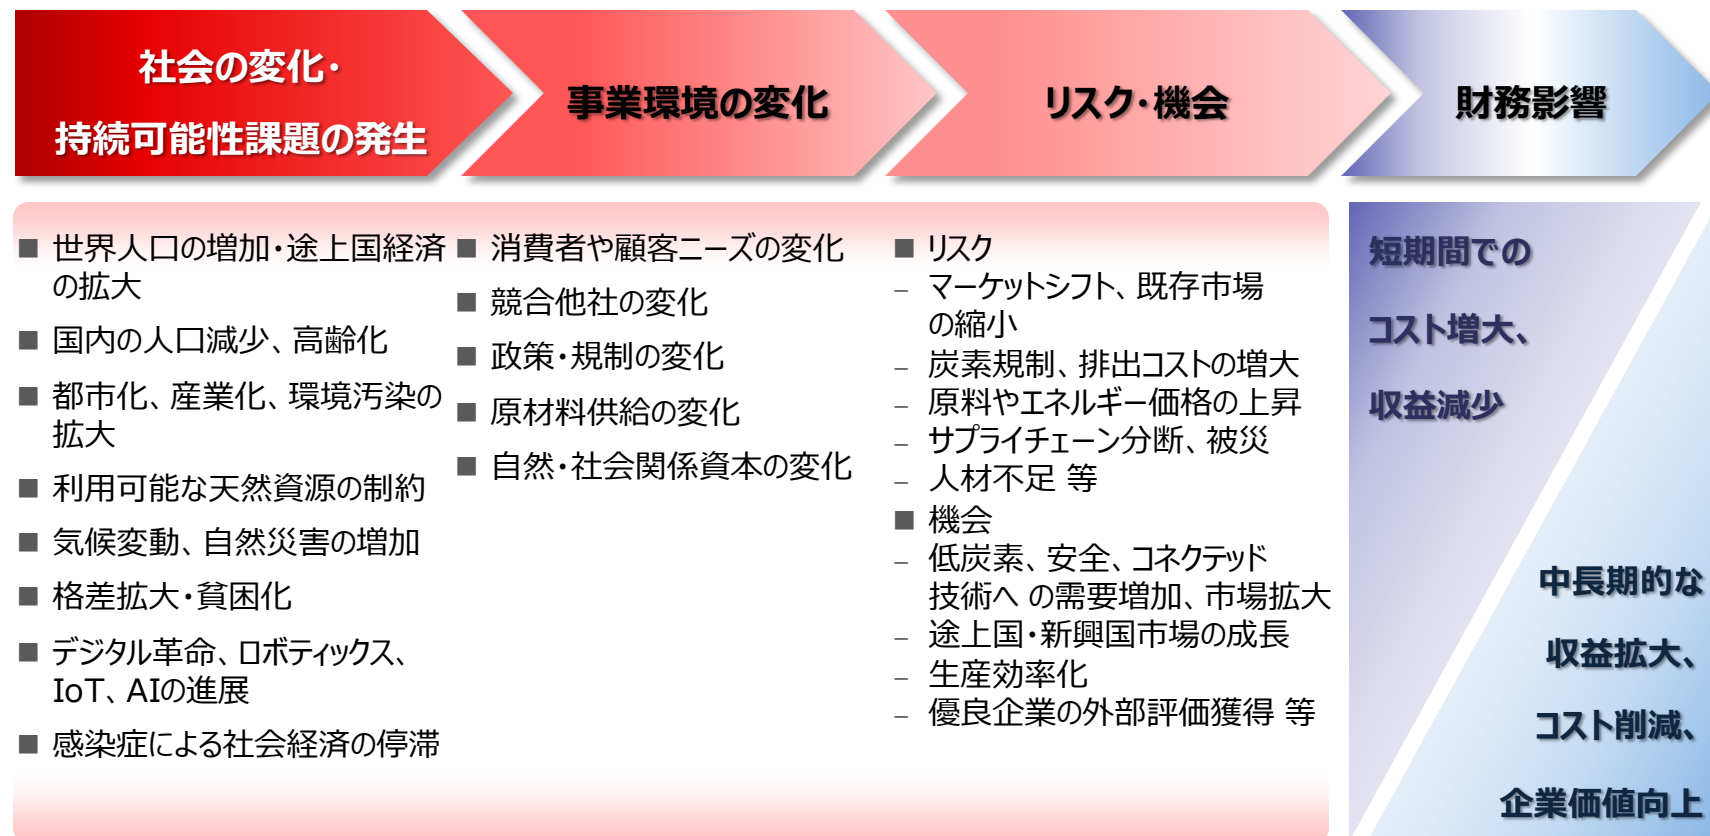 社会の変化・
持続可能性課題の発生
事業環境の変化
リスク・機会
財務影響
■ 世界人口の増加・途上国経済
の拡大
■ 国内の人口減少、高齢化
■ 都市化、産業化、環境汚染の
拡大
■ 利用可能な天然資源の制約
■ 気候変動、自然災害の増加
■ 格差拡大・貧困化
■ デジタル革命、ロボティックス、
IoT、AIの進展
■ 感染症による社会経済の停滞
■ 消費者や顧客ニーズの変化
■ 競合他社の変化
■ 政策・規制の変化
■ 原材料供給の変化
■ 自然・社会関係資本の変化
■ リスク
– マーケットシフト、既存市場
の縮小
– 炭素規制、排出コストの増大
– 原料やエネルギー価格の上昇
– サプライチェーン分断、被災
– 人材不足 等
■ 機会
– 低炭素、安全、コネクテッド
技術へ の需要増加、市場拡大
– 途上国・新興国市場の成長
– 生産効率化
– 優良企業の外部評価獲得 等
短期間での
コスト増大、
収益減少
中長期的な
収益拡大、
コスト削減、
企業価値向上